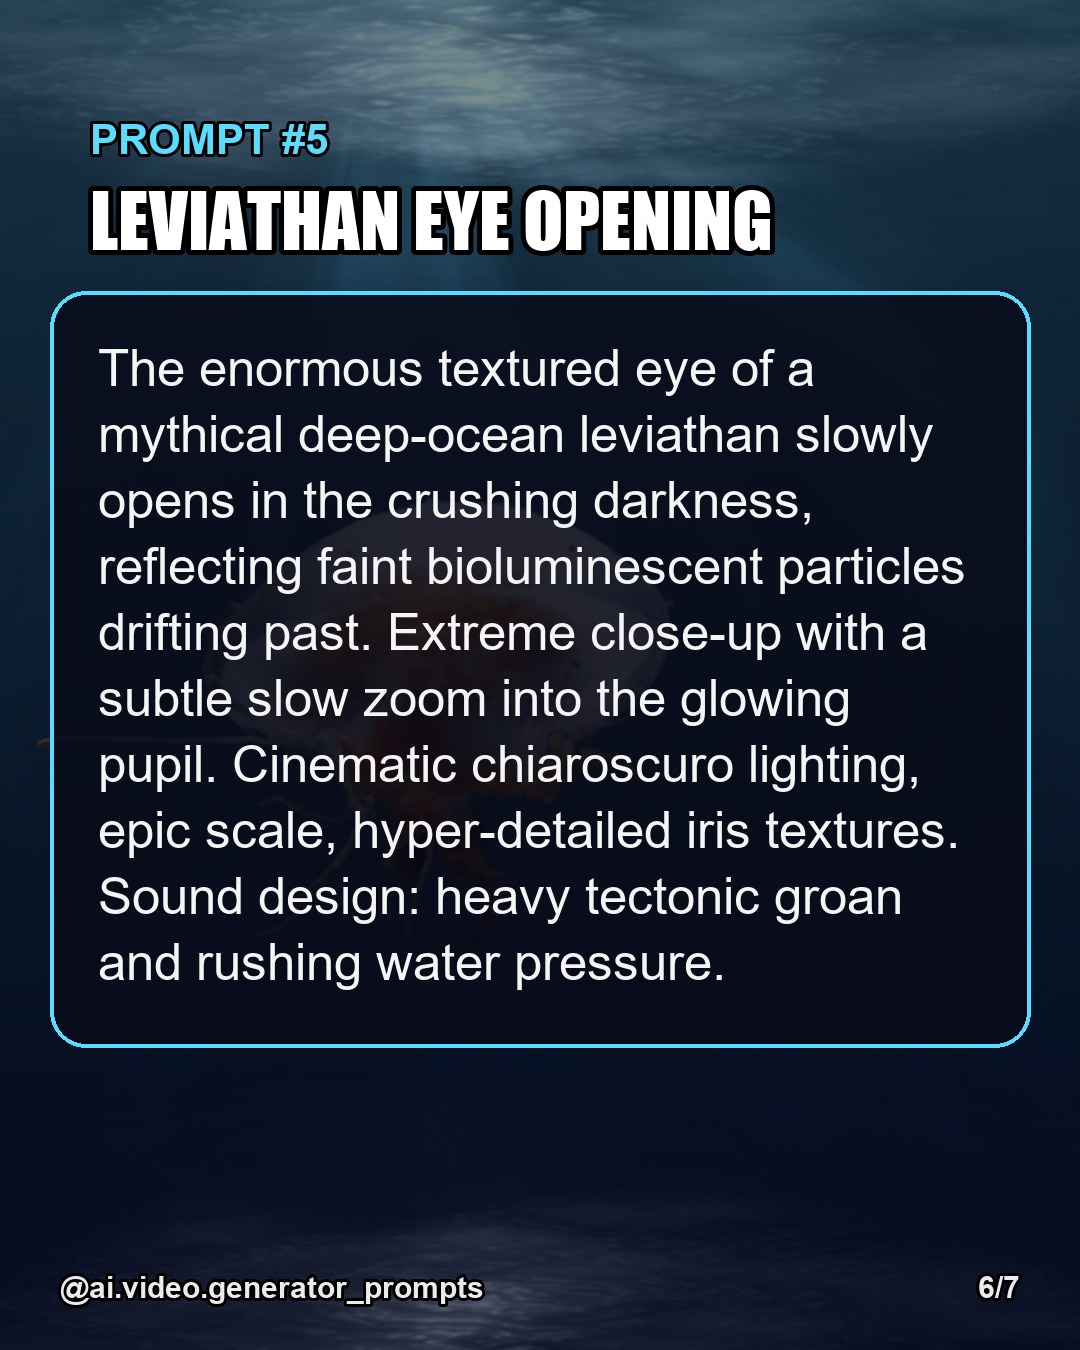 PROMPT #5
LEVIATHAN EYE OPENING
The enormous textured eye of a
mythical deep-ocean leviathan slowly
opens in the crushing darkness,
reflecting faint bioluminescent particles
drifting past. Extreme close-up with a
subtle slow zoom into the glowing
pupil. Cinematic chiaroscuro lighting,
epic scale, hyper-detailed iris textures.
Sound design: heavy tectonic groan
and rushing water pressure.
@ai.video.generator_prompts
6/7